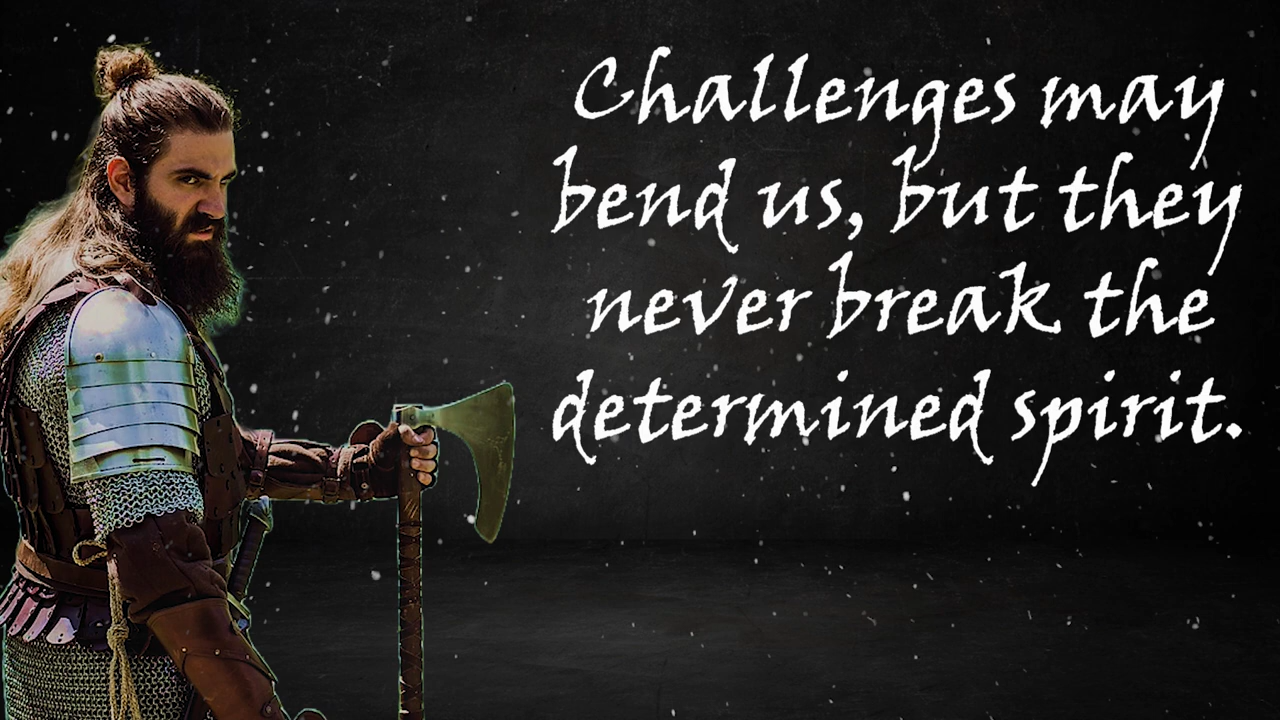 Challenges may
bend us, but they
never break the
determined spirit.